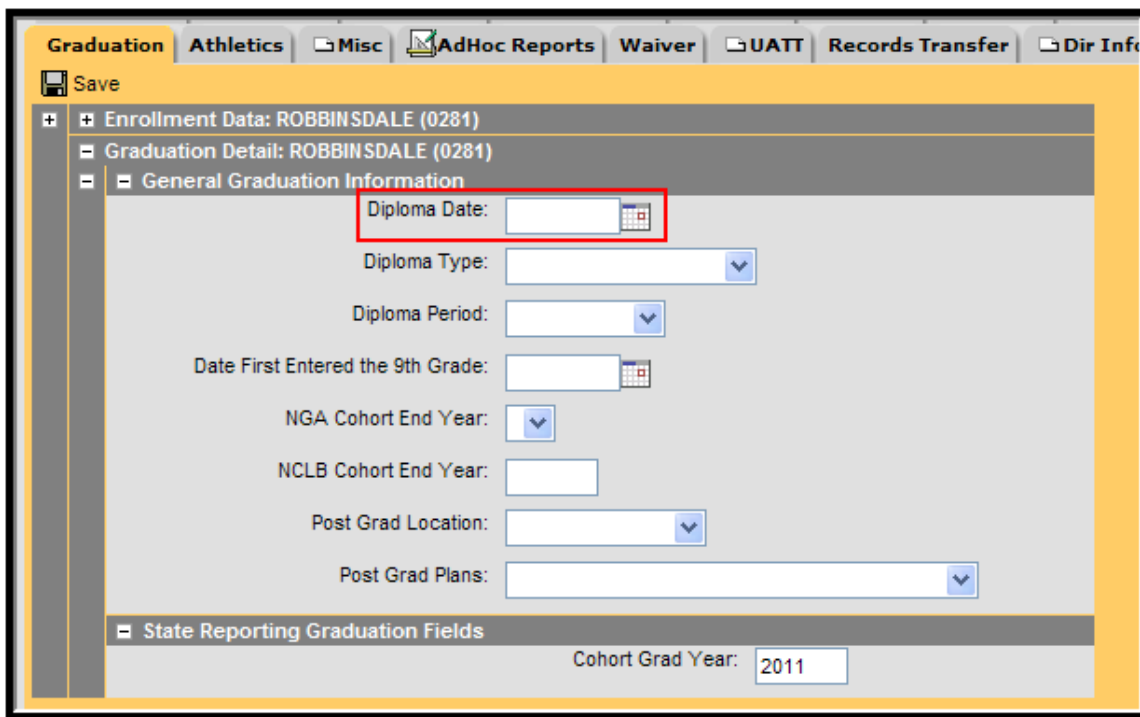 Graduation Athletics Misc AdHoc Reports Waiver UATT Records Transfer Dir Info
Save
Enrollment Data: ROBBINSDALE (0281)
Graduation Detail: ROBBINSDALE (0281)
General Graduation Information
Diploma Date:
Diploma Type:
Diploma Period:
Date First Entered the 9th Grade:
NGA Cohort End Year:
NCLB Cohort End Year:
Post Grad Location:
Post Grad Plans:
State Reporting Graduation Fields
Cohort Grad Year: 2011